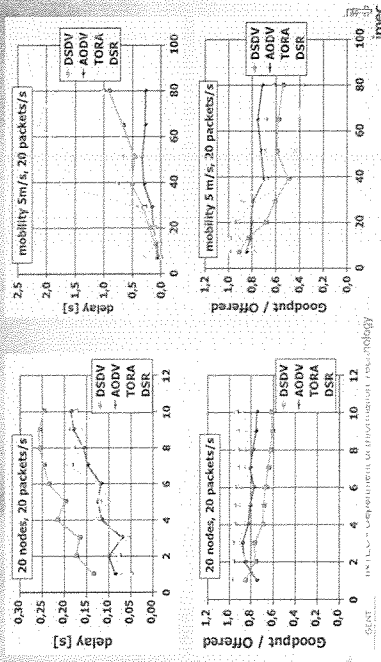 20 nodes, 20 packets/s
0,30
0,25
0,20
0,15
0,10
0,05
0,00
delay [s]
0 2 4 6 8 10 12
DSDV
AODV
TORA
DSR
mobility 5m/s, 20 packets/s
2,5
2,0
1,5
1,0
0,5
0,0
delay [s]
0 20 40 60 80 100
DSDV
AODV
TORA
DSR
20 nodes, 20 packets/s
1,2
1,0
0,8
0,6
0,4
0,2
0,0
Goodput / Offered
0 2 4 6 8 10 12
DSDV
AODV
TORA
DSR
mobility 5 m/s, 20 packets/s
1,2
1,0
0,8
0,6
0,4
0,2
0,0
Goodput / Offered
0 20 40 60 80 100
DSDV
AODV
TORA
DSR
GENT
Department of Information Technology
imec